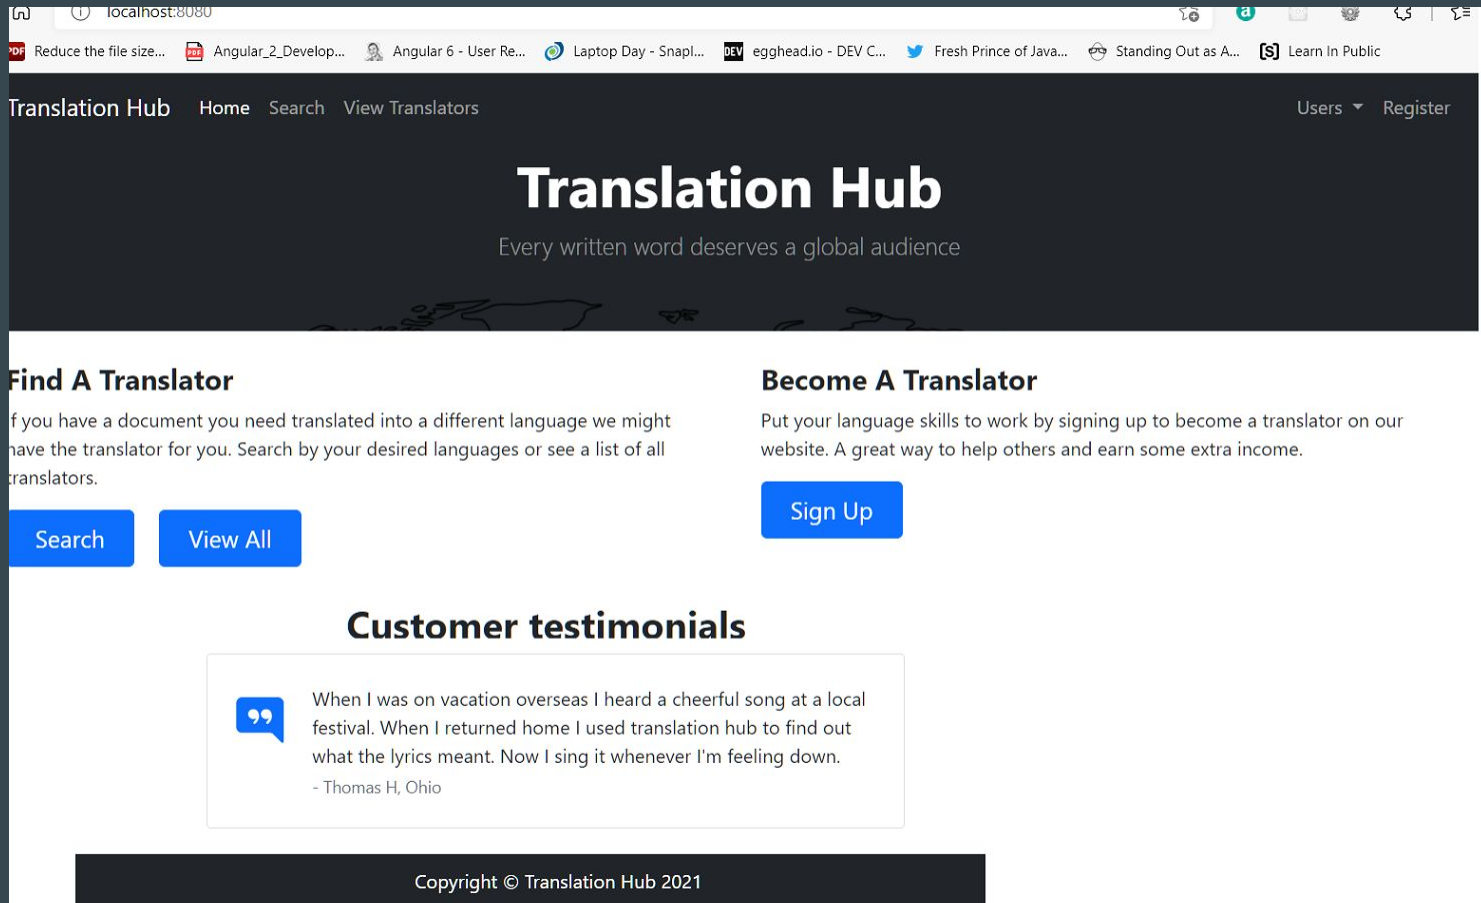 localhost:8080
PDF Reduce the file size... PDF Angular_2_Develop... Angular 6 - User Re... Laptop Day - Snapl... DEV egghead.io - DEV C... Fresh Prince of Java... Standing Out as A... [S] Learn In Public
Translation Hub Home Search View Translators Users Register
Translation Hub
Every written word deserves a global audience
Find A Translator
f you have a document you need translated into a different language we might
have the translator for you. Search by your desired languages or see a list of all
translators.
Search View All
Become A Translator
Put your language skills to work by signing up to become a translator on our
website. A great way to help others and earn some extra income.
Sign Up
Customer testimonials
When I was on vacation overseas I heard a cheerful song at a local
festival. When I returned home I used translation hub to find out
what the lyrics meant. Now I sing it whenever I'm feeling down.
- Thomas H, Ohio
Copyright © Translation Hub 2021